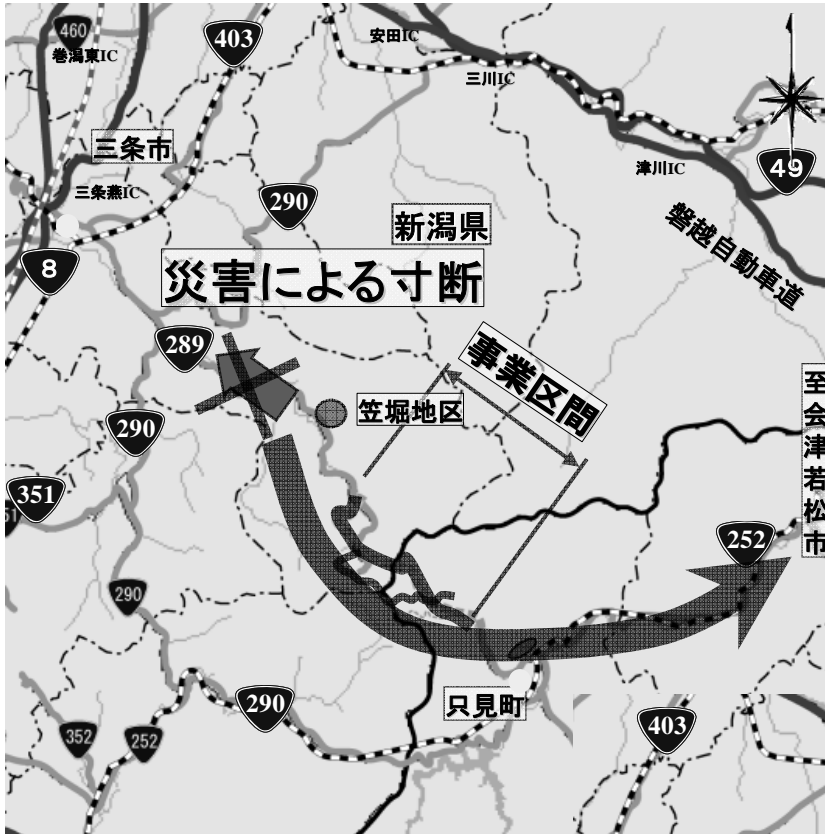 460
巻潟東IC
403
安田IC
三川IC
三条市
三条燕IC
290
津川IC
49
新潟県
磐越自動車道
8
災害による寸断
289
事業区間
笠堀地区
290
至会津若松市
351
51
252
290
只見町
290
403
352
252